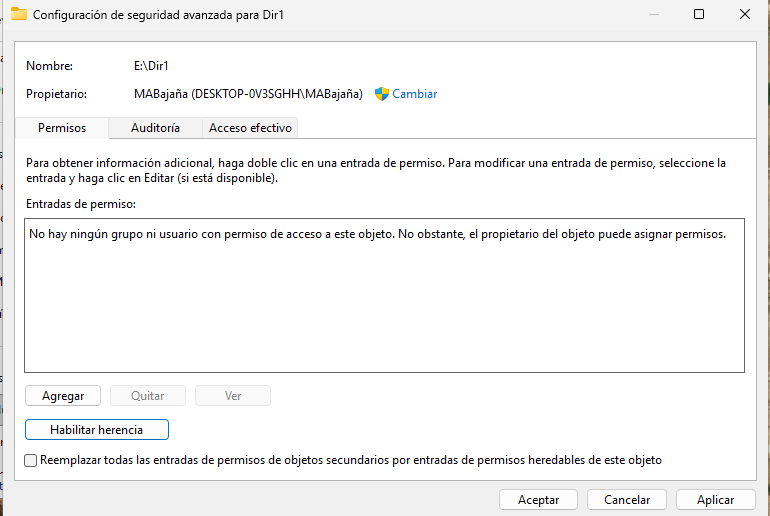 Configuración de seguridad avanzada para Dir1
Nombre: E:\Dir1
Propietario: MABajaña (DESKTOP-0V3SGHH\MABajaña) Cambiar
Permisos Auditoría Acceso efectivo
Para obtener información adicional, haga doble clic en una entrada de permiso. Para modificar una entrada de permiso, seleccione la
entrada y haga clic en Editar (si está disponible).
Entradas de permiso:
No hay ningún grupo ni usuario con permiso de acceso a este objeto. No obstante, el propietario del objeto puede asignar permisos.
Agregar Quitar Ver
Habilitar herencia
Reemplazar todas las entradas de permisos de objetos secundarios por entradas de permisos heredables de este objeto
Aceptar Cancelar Aplicar